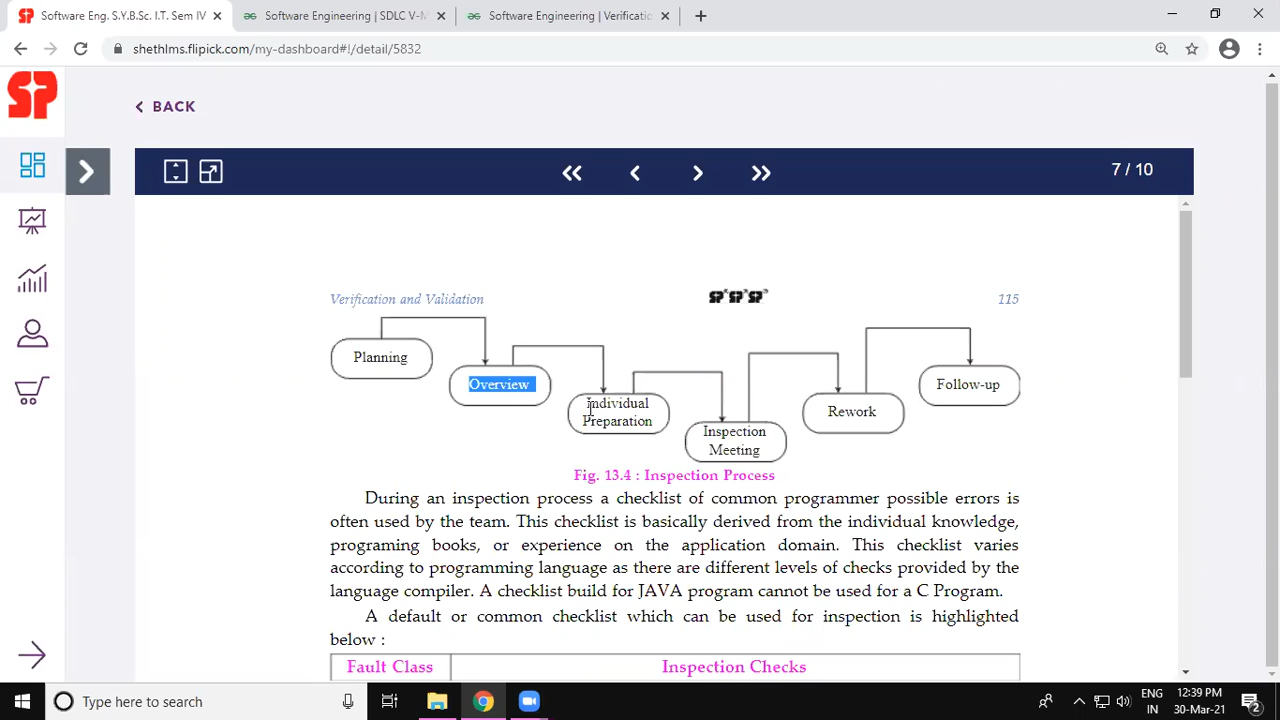 Software Eng. S.Y.B.Sc. I.T. Sem IV
Software Engineering | SDLC V-M
Software Engineering | Verificatio
shethlms.flipick.com/my-dashboard#!/detail/5832
SP
BACK
7 / 10
Verification and Validation
115
Planning
Overview
Individual
Preparation
Inspection
Meeting
Rework
Follow-up
Fig. 13.4 : Inspection Process
During an inspection process a checklist of common programmer possible errors is
often used by the team. This checklist is basically derived from the individual knowledge,
programing books, or experience on the application domain. This checklist varies
according to programming language as there are different levels of checks provided by the
language compiler. A checklist build for JAVA program cannot be used for a C Program.
A default or common checklist which can be used for inspection is highlighted
below :
Fault Class
Inspection Checks
Type here to search
ENG
IN
12:39 PM
30-Mar-21
2